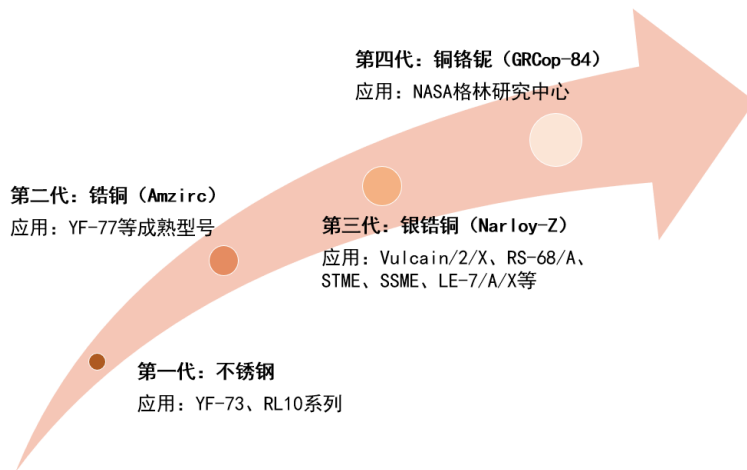 第四代：铜铬铌（GRCop-84）
应用：NASA格林研究中心
第二代：锆铜（Amzirc）
应用：YF-77等成熟型号
第三代：银锆铜（Narloy-Z）
应用：Vulcain/2/X、RS-68/A、
STME、SSME、LE-7/A/X等
第一代：不锈钢
应用：YF-73、RL10系列